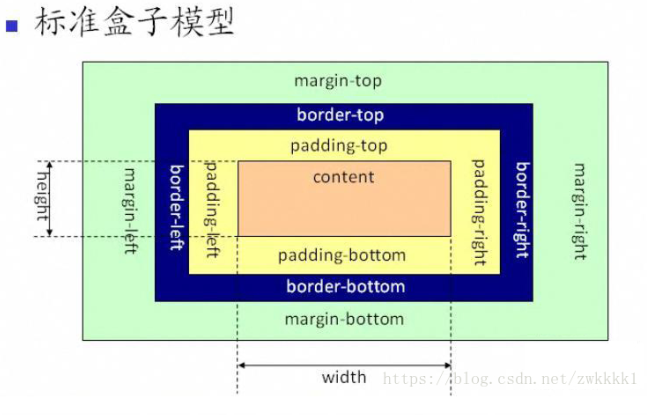 标准盒子模型
margin-top
border-top
padding-top
content
height
margin-left
border-left
padding-left
padding-right
border-right
margin-right
padding-bottom
border-bottom
margin-bottom
width
https://blog.csdn.net/zwkkkk1